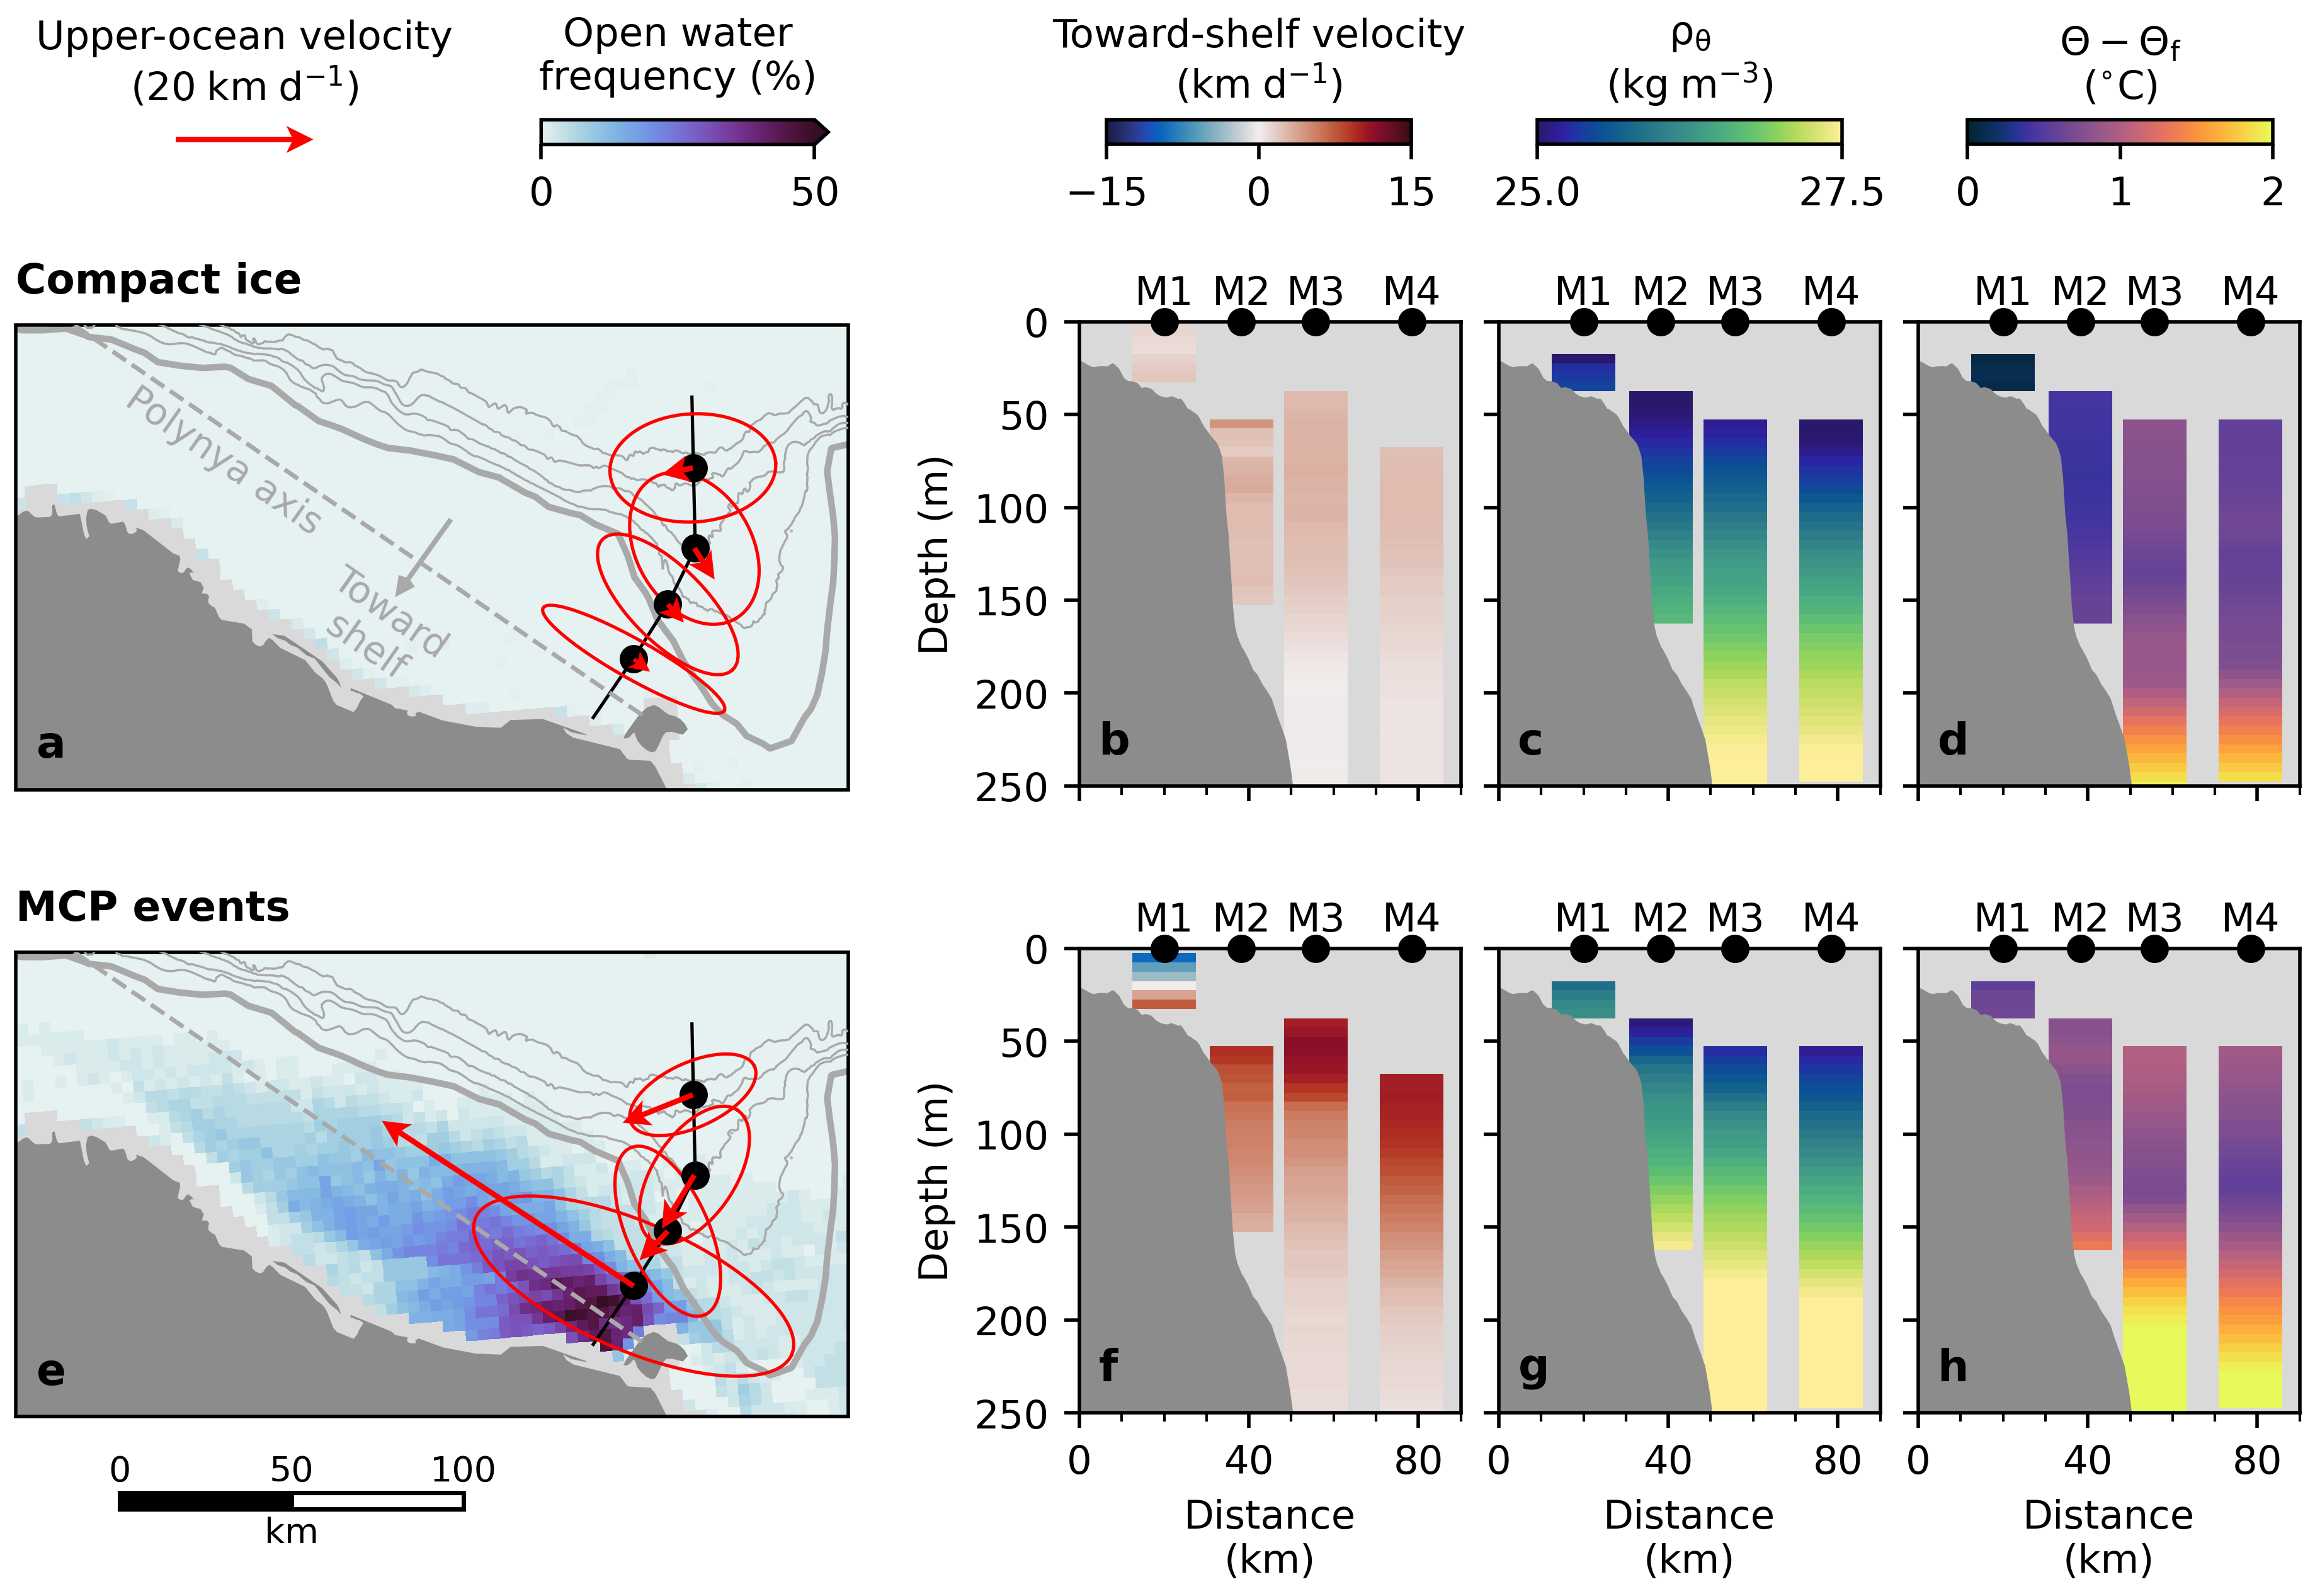 Upper-ocean velocity
(20 km d⁻¹)
Open water
frequency (%)
0 50
Toward-shelf velocity
(km d⁻¹)
−15 0 15
ρθ
(kg m⁻³)
25.0 27.5
Θ − Θf
(°C)
0 1 2
Compact ice
Polynya axis
Toward
shelf
a
M1 M2 M3 M4
M1 M2 M3 M4
M1 M2 M3 M4
Depth (m)
0
50
100
150
200
250
b
c
d
MCP events
e
0 50 100
km
M1 M2 M3 M4
M1 M2 M3 M4
M1 M2 M3 M4
Depth (m)
0
50
100
150
200
250
f
g
h
0 40 80
0 40 80
0 40 80
Distance
(km)
Distance
(km)
Distance
(km)